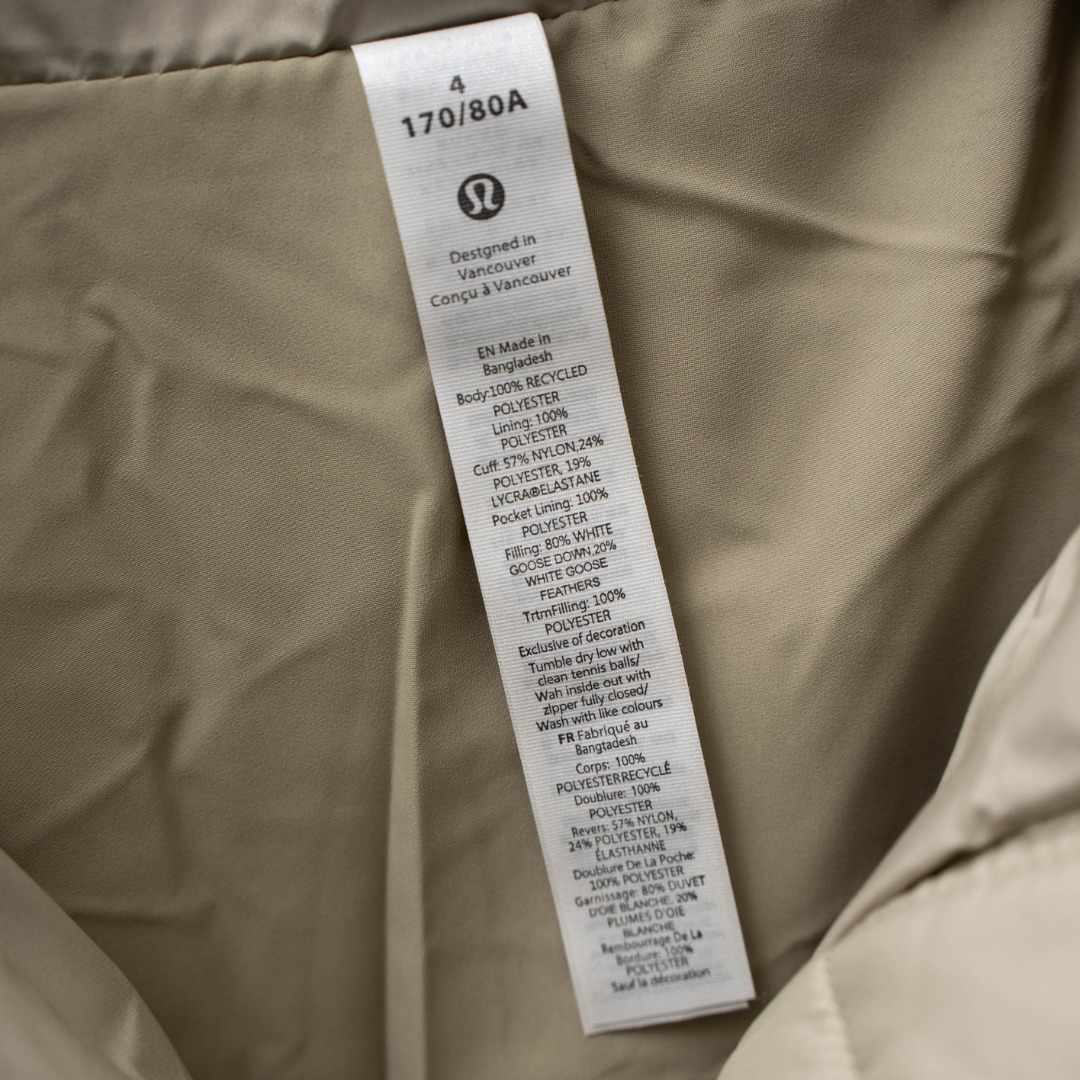 4
170/80A
Destgned in
Vancouver
Conçu à Vancouver
EN Made in
Bangladesh
Body:100% RECYCLED
POLYESTER
Lining: 100%
POLYESTER
Cuff: 57% NYLON,24%
POLYESTER, 19%
LYCRA®ELASTANE
Pocket Lining: 100%
POLYESTER
Filling: 80% WHITE
GOOSE DOWN,20%
WHITE GOOSE
FEATHERS
TrtmFilling: 100%
POLYESTER
Exclusive of decoration
Tumble dry low with
clean tennis balls/
Wah inside out with
zlpper fully closed/
Wash with like colours
FR Fabriqué au
Bangtadesh
Corps: 100%
POLYESTERRECYCLÉ
Doublure: 100%
POLYESTER
Revers: 57% NYLON,
24% POLYESTER, 19%
ÉLASTHANNE
Doublure De La Poche:
100% POLYESTER
Garnissage: 80% DUVET
D'OIE BLANCHE, 20%
PLUMES D'OIE
BLANCHE
Rembourrage De La
Bordure: 100%
POLYESTER
Sauf la décoration